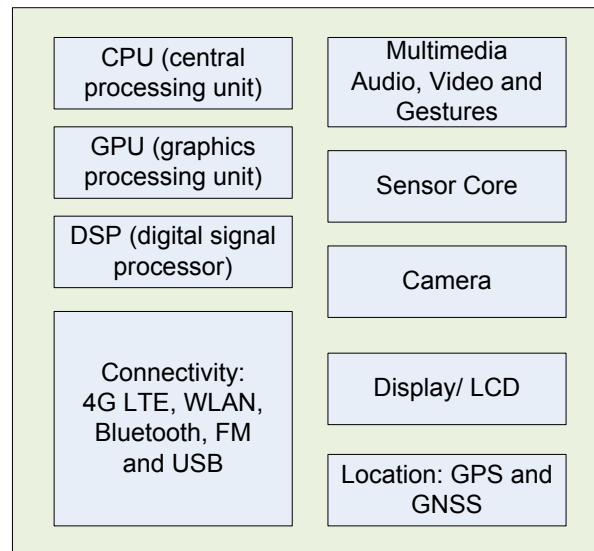 CPU (central
processing unit)
GPU (graphics
processing unit)
DSP (digital signal
processor)
Connectivity:
4G LTE, WLAN,
Bluetooth, FM
and USB
Multimedia
Audio, Video and
Gestures
Sensor Core
Camera
Display/ LCD
Location: GPS and
GNSS